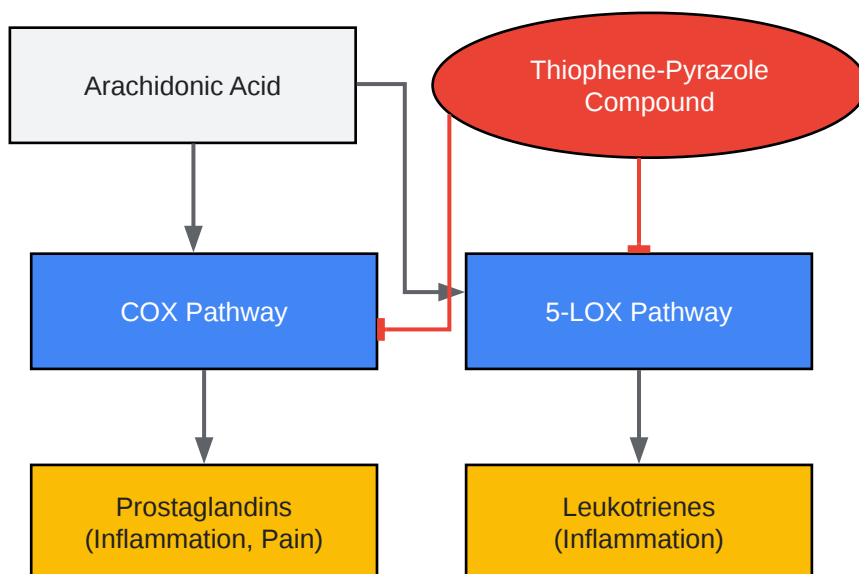 Arachidonic Acid
Thiophene-Pyrazole
Compound
COX Pathway
5-LOX Pathway
Prostaglandins
(Inflammation, Pain)
Leukotrienes
(Inflammation)